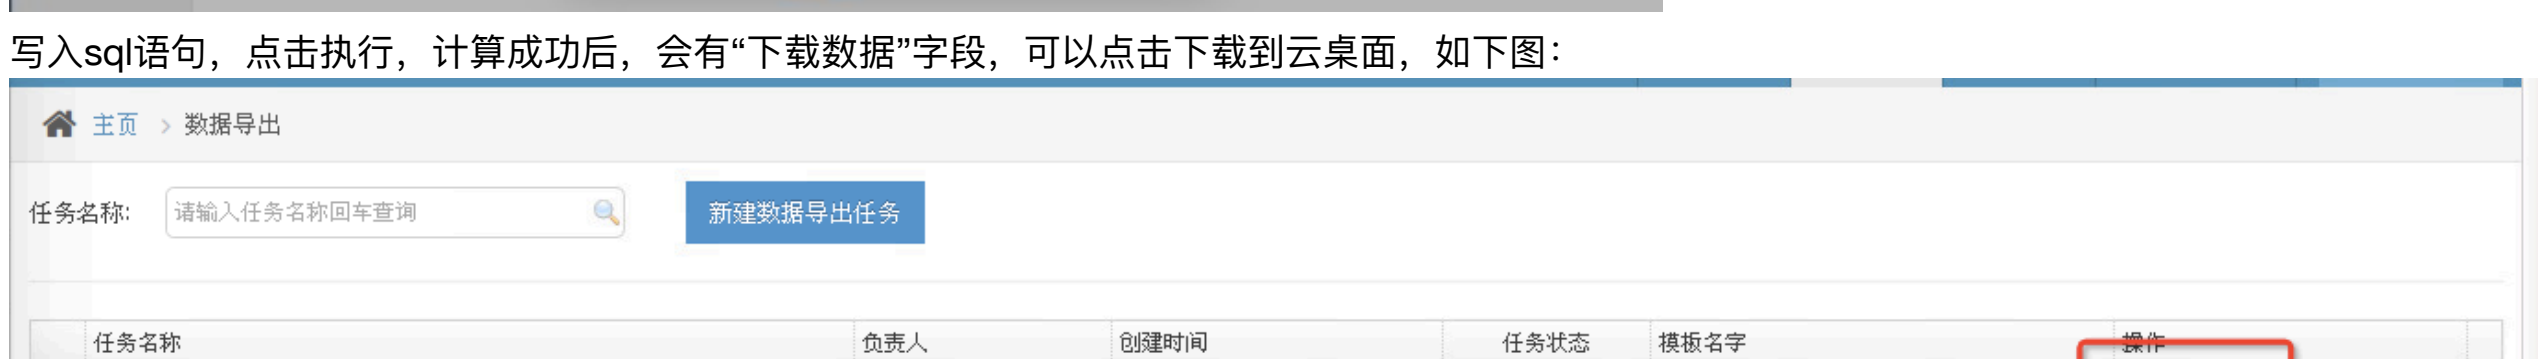 写入sql语句，点击执行，计算成功后，会有“下载数据”字段，可以点击下载到云桌面，如下图：
主页 > 数据导出
任务名称: 请输入任务名称回车查询 新建数据导出任务
任务名称 负责人 创建时间 任务状态 模板名字 操作